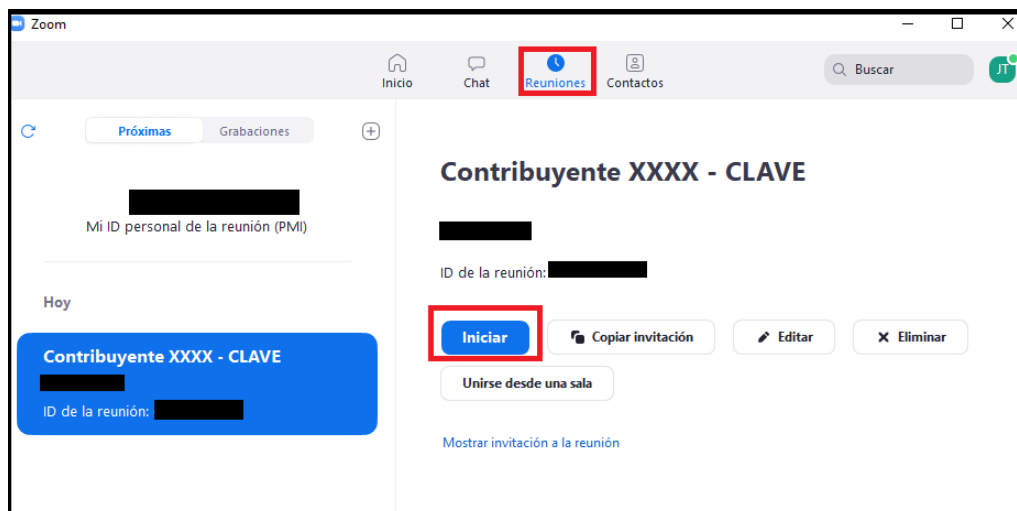 Zoom
Inicio
Chat
Reuniones
Contactos
Buscar
JT
Próximas
Grabaciones
Mi ID personal de la reunión (PMI)
Hoy
Contribuyente XXXX - CLAVE
ID de la reunión:
Contribuyente XXXX - CLAVE
ID de la reunión:
Iniciar
Copiar invitación
Editar
Eliminar
Unirse desde una sala
Mostrar invitación a la reunión